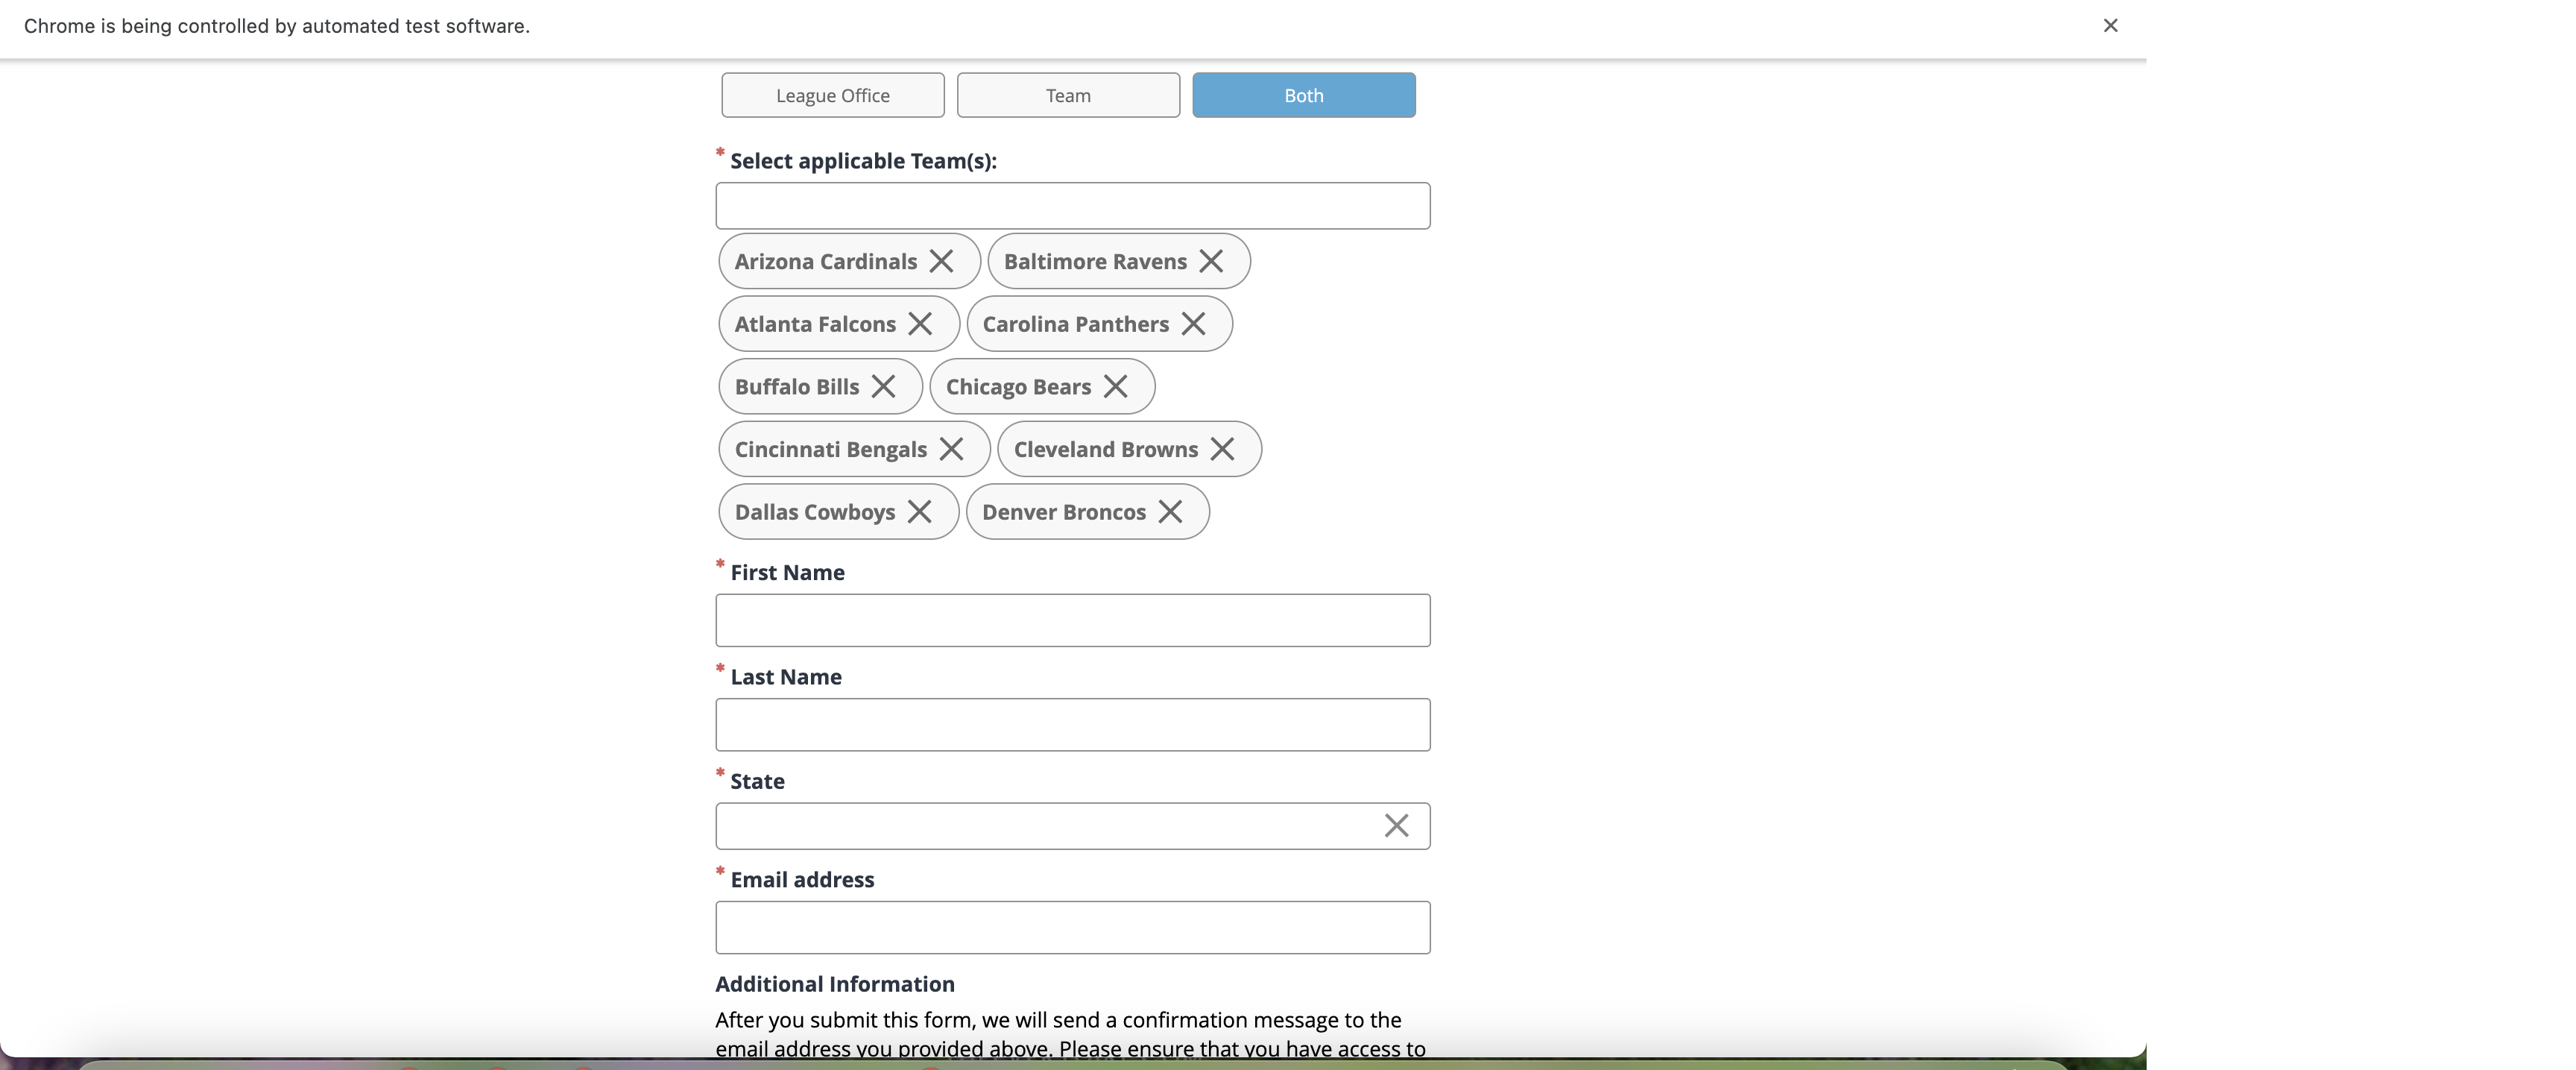 Chrome is being controlled by automated test software.
League Office Team Both
* Select applicable Team(s):
Arizona Cardinals Baltimore Ravens
Atlanta Falcons Carolina Panthers
Buffalo Bills Chicago Bears
Cincinnati Bengals Cleveland Browns
Dallas Cowboys Denver Broncos
* First Name
* Last Name
* State
* Email address
Additional Information
After you submit this form, we will send a confirmation message to the
email address you provided above. Please ensure that you have access to